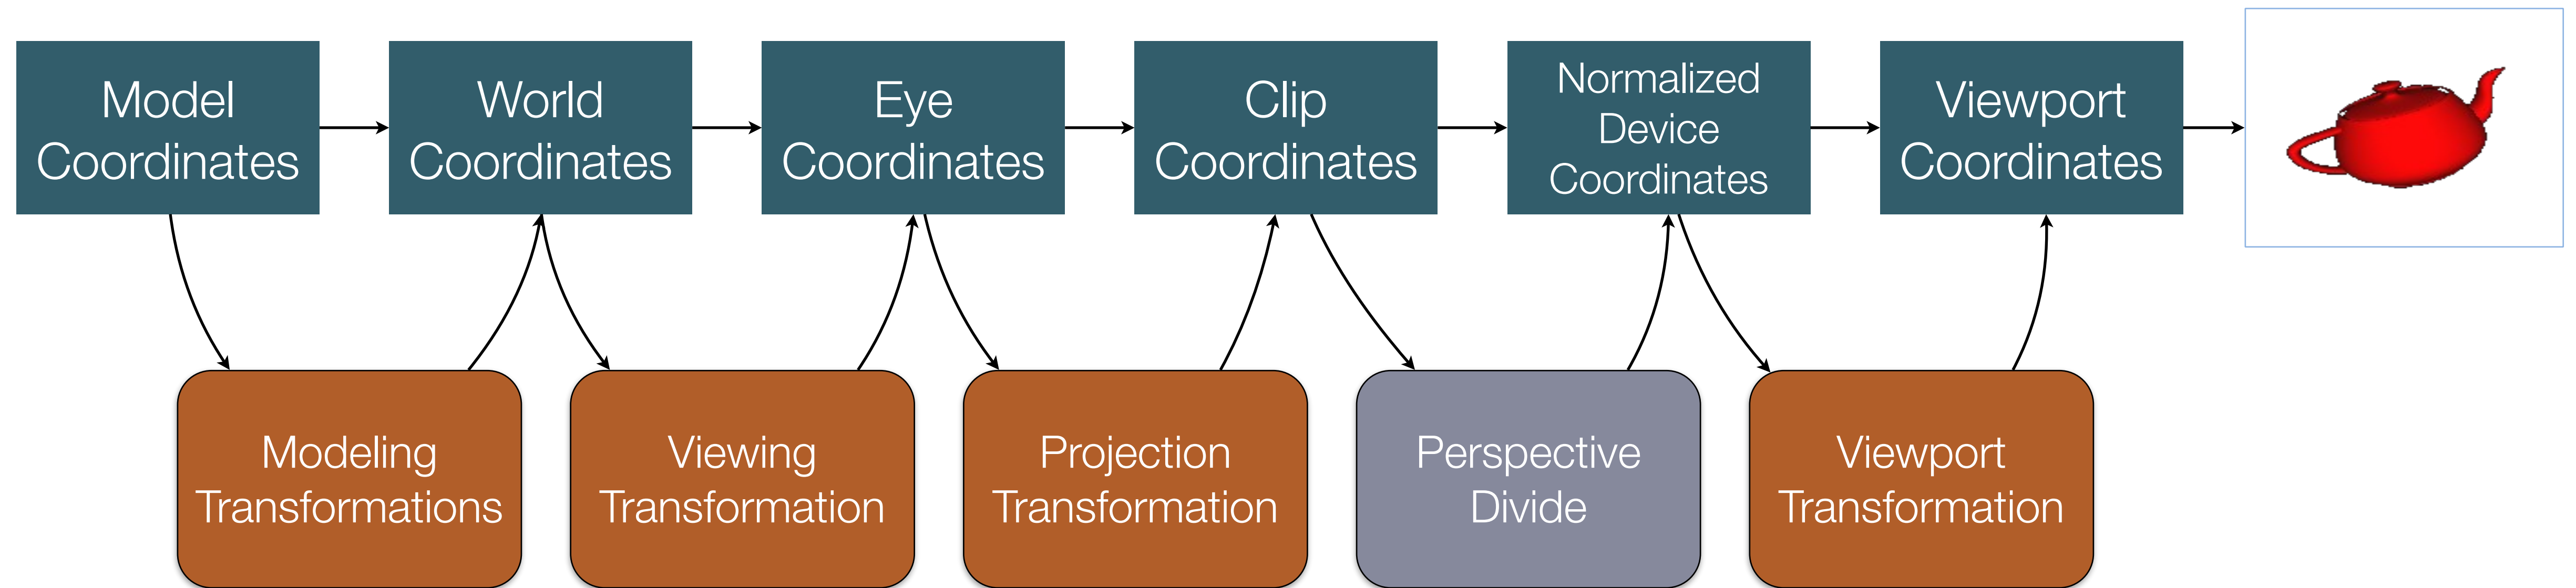 Model
Coordinates
World
Coordinates
Eye
Coordinates
Clip
Coordinates
Normalized
Device
Coordinates
Viewport
Coordinates
Modeling
Transformations
Viewing
Transformation
Projection
Transformation
Perspective
Divide
Viewport
Transformation